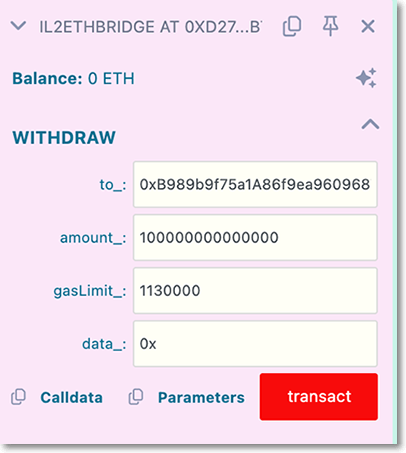 IL2ETHBRIDGE AT 0XD27...B
Balance: 0 ETH
WITHDRAW
to_: 0xB989b9f75a1A86f9ea960968
amount_: 100000000000000
gasLimit_: 1130000
data_: 0x
Calldata Parameters transact